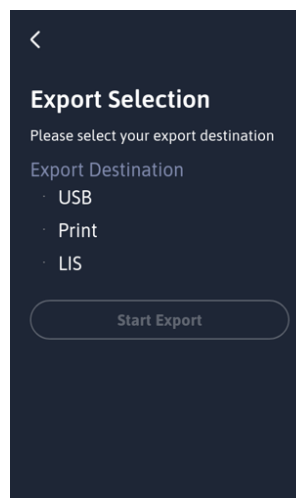 Export Selection
Please select your export destination
Export Destination
USB
Print
LIS
Start Export